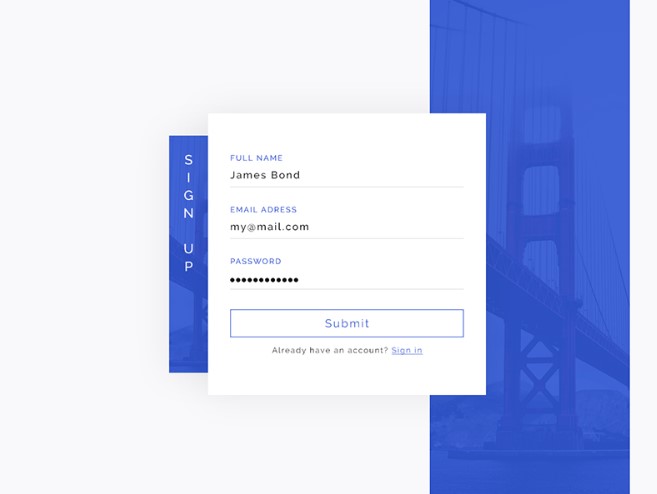 SIGN UP
FULL NAME
James Bond
EMAIL ADRESS
my@mail.com
PASSWORD
••••••••••••
Submit
Already have an account? Sign in